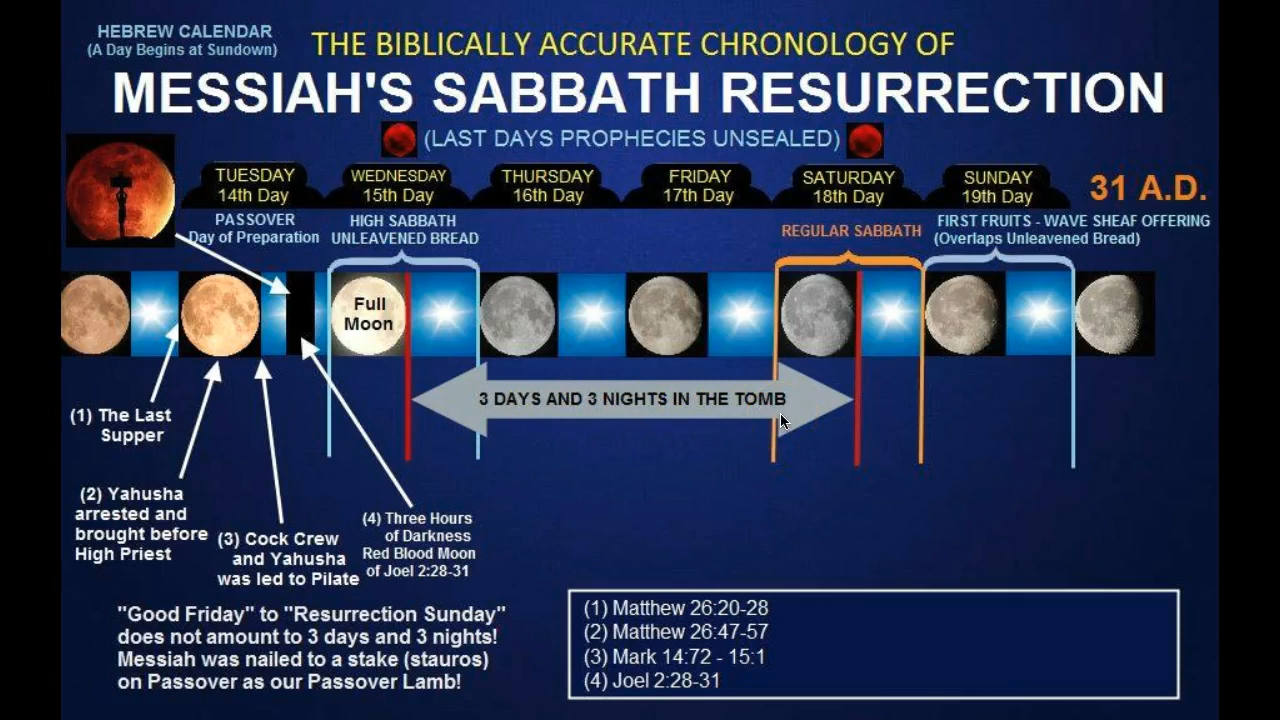 HEBREW CALENDAR
(A Day Begins at Sundown)
THE BIBLICALLY ACCURATE CHRONOLOGY OF
MESSIAH'S SABBATH RESURRECTION
(LAST DAYS PROPHECIES UNSEALED)
TUESDAY
14th Day
WEDNESDAY
15th Day
THURSDAY
16th Day
FRIDAY
17th Day
SATURDAY
18th Day
SUNDAY
19th Day
31 A.D.
PASSOVER
Day of Preparation
HIGH SABBATH
UNLEAVENED BREAD
REGULAR SABBATH
FIRST FRUITS - WAVE SHEAF OFFERING
(Overlaps Unleavened Bread)
Full
Moon
3 DAYS AND 3 NIGHTS IN THE TOMB
(1) The Last
Supper
(2) Yahusha
arrested and
brought before
High Priest
(3) Cock Crew
and Yahusha
was led to Pilate
(4) Three Hours
of Darkness
Red Blood Moon
of Joel 2:28-31
"Good Friday" to "Resurrection Sunday"
does not amount to 3 days and 3 nights!
Messiah was nailed to a stake (stauros)
on Passover as our Passover Lamb!
(1) Matthew 26:20-28
(2) Matthew 26:47-57
(3) Mark 14:72 - 15:1
(4) Joel 2:28-31